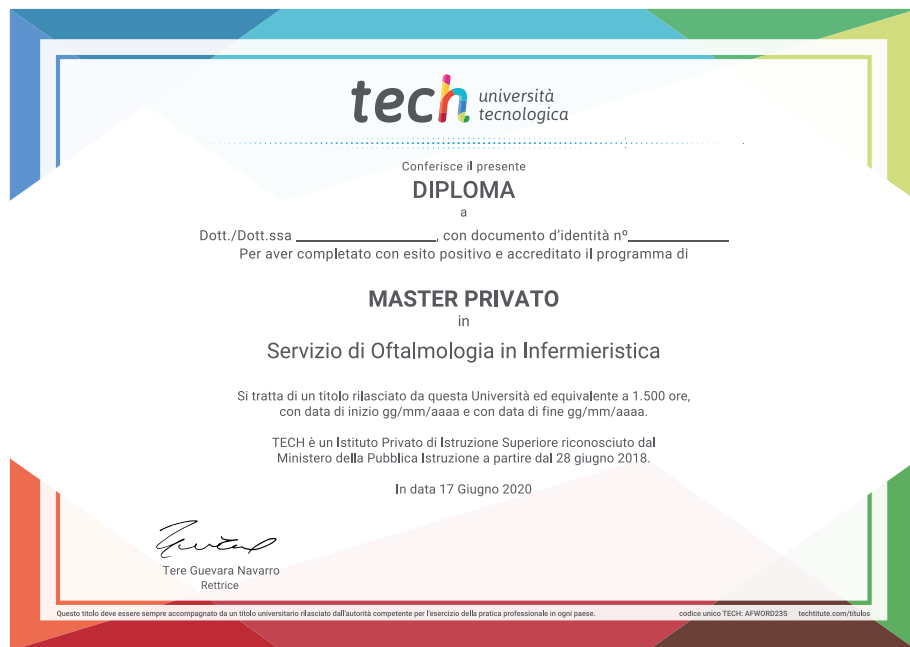 tech università
tecnologica
Conferisce il presente
DIPLOMA
a
Dott./Dott.ssa ________________, con documento d'identità nº____________
Per aver completato con esito positivo e accreditato il programma di
MASTER PRIVATO
in
Servizio di Oftalmologia in Infermieristica
Si tratta di un titolo rilasciato da questa Università ed equivalente a 1.500 ore,
con data di inizio gg/mm/aaaa e con data di fine gg/mm/aaaa.
TECH è un Istituto Privato di Istruzione Superiore riconosciuto dal
Ministero della Pubblica Istruzione a partire dal 28 giugno 2018.
In data 17 Giugno 2020
Tere Guevara Navarro
Rettrice
Questo titolo deve essere sempre accompagnato da un titolo universitario rilasciato dall'autorità competente per l'esercizio della pratica professionale in ogni paese. codice unico TECH: AFWORD23S techtitute.com/titulos